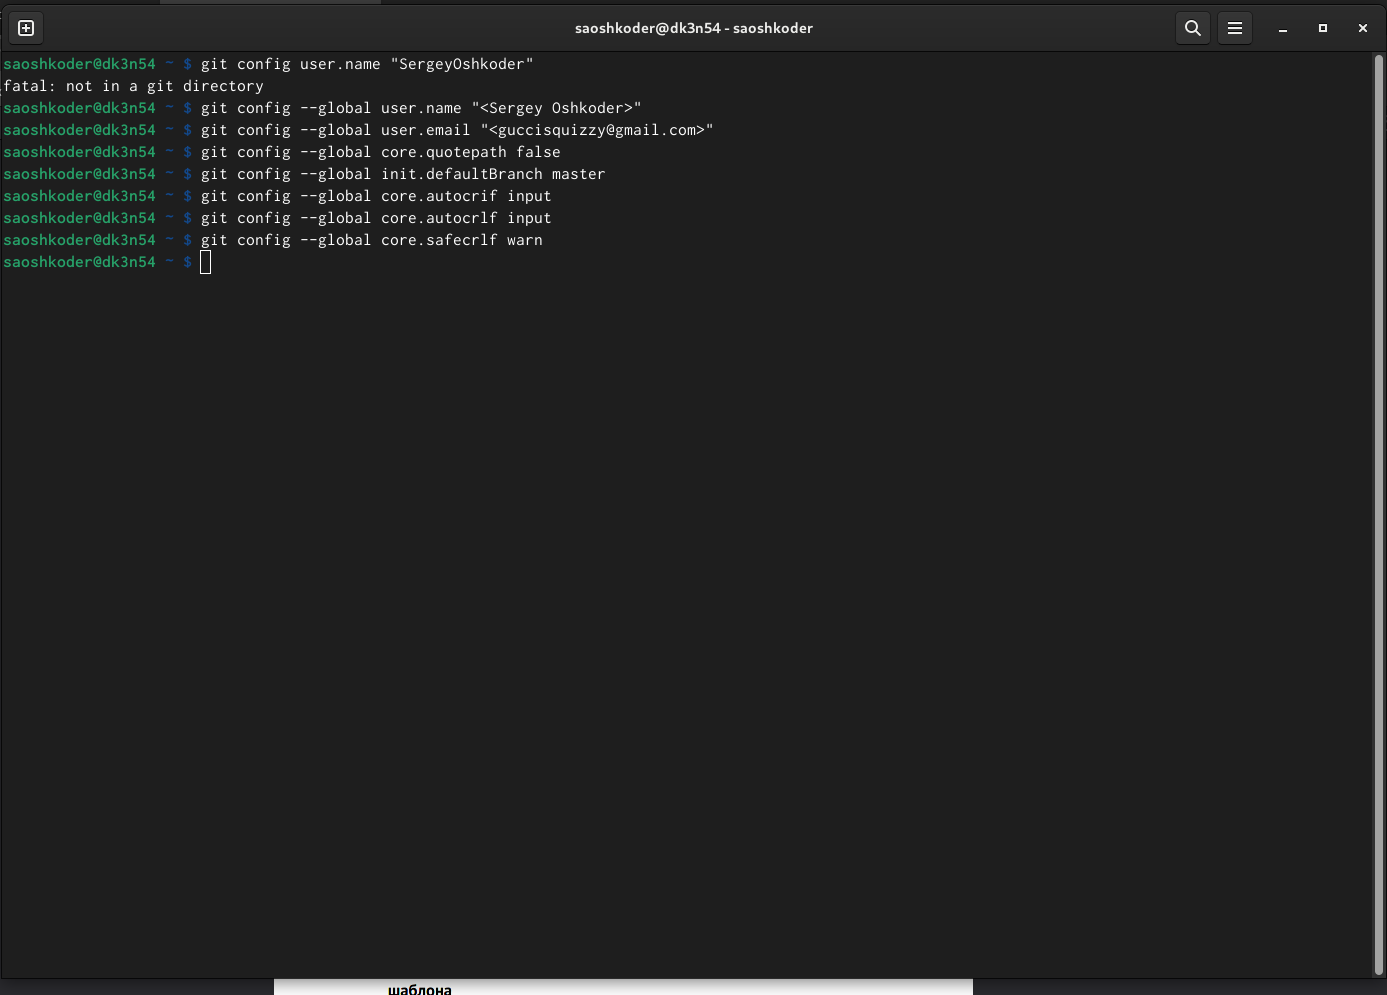 saoshkoder@dk3n54 - saoshkoder
saoshkoder@dk3n54 ~ $ git config user.name "SergeyOshkoder"
fatal: not in a git directory
saoshkoder@dk3n54 ~ $ git config --global user.name "<Sergey Oshkoder>"
saoshkoder@dk3n54 ~ $ git config --global user.email "<guccisquizzy@gmail.com>"
saoshkoder@dk3n54 ~ $ git config --global core.quotepath false
saoshkoder@dk3n54 ~ $ git config --global init.defaultBranch master
saoshkoder@dk3n54 ~ $ git config --global core.autocrif input
saoshkoder@dk3n54 ~ $ git config --global core.autocrlf input
saoshkoder@dk3n54 ~ $ git config --global core.safecrlf warn
saoshkoder@dk3n54 ~ $
шаблона